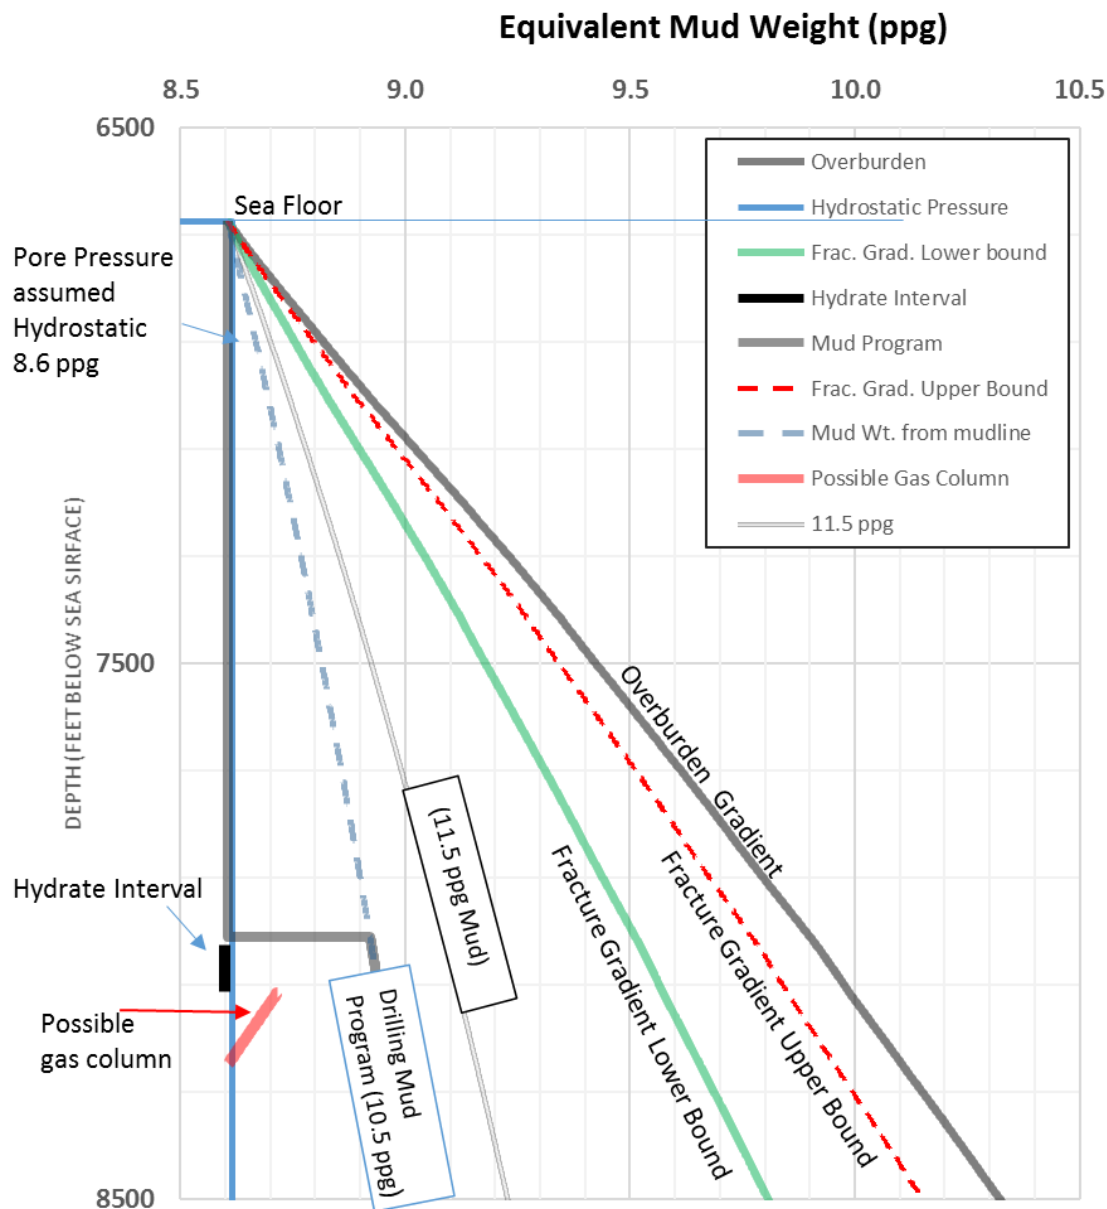 Equivalent Mud Weight (ppg)
8.5 9.0 9.5 10.0 10.5
6500
Sea Floor
Overburden
Hydrostatic Pressure
Frac. Grad. Lower bound
Hydrate Interval
Mud Program
Frac. Grad. Upper Bound
Mud Wt. from mudline
Possible Gas Column
11.5 ppg
Pore Pressure
assumed
Hydrostatic
8.6 ppg
DEPTH (FEET BELOW SEA SIRFACE)
7500
Overburden Gradient
(11.5 ppg Mud)
Fracture Gradient Lower Bound
Fracture Gradient Upper Bound
Hydrate Interval
Possible
gas column
Drilling Mud
Program (10.5 ppg)
8500